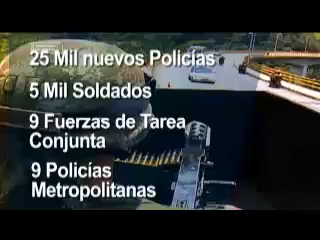 25 Mil nuevos Policías
5 Mil Soldados
9 Fuerzas de Tarea
Conjunta
9 Policías
Metropolitanas